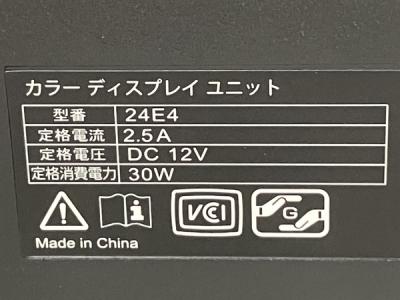 カラー ディスプレイ ユニット
型番 24E4
定格電流 2.5A
定格電圧 DC 12V
定格消費電力 30W
VCCI
G
Made in China